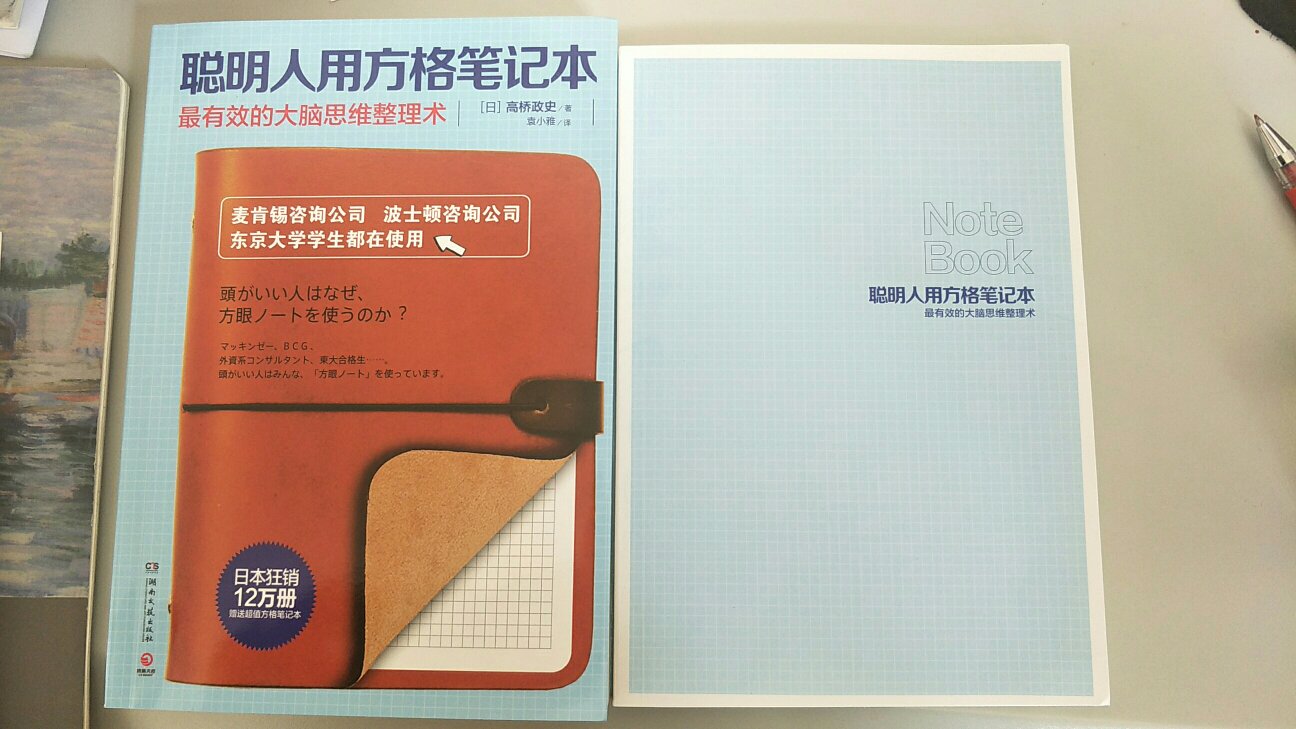 聪明人用方格笔记本
最有效的大脑思维整理术
[日]高桥政史/著
袁小雅/译
麦肯锡咨询公司 波士顿咨询公司
东京大学学生都在使用
頭がいい人はなぜ、
方眼ノートを使うのか？
マッキンゼー、BCG、
外資系コンサルタント、東大合格生……。
頭がいい人はみんな、「方眼ノート」を使っています。
日本狂销
12万册
赠送超值方格笔记本
湖南文艺出版社
Note
Book
聪明人用方格笔记本
最有效的大脑思维整理术